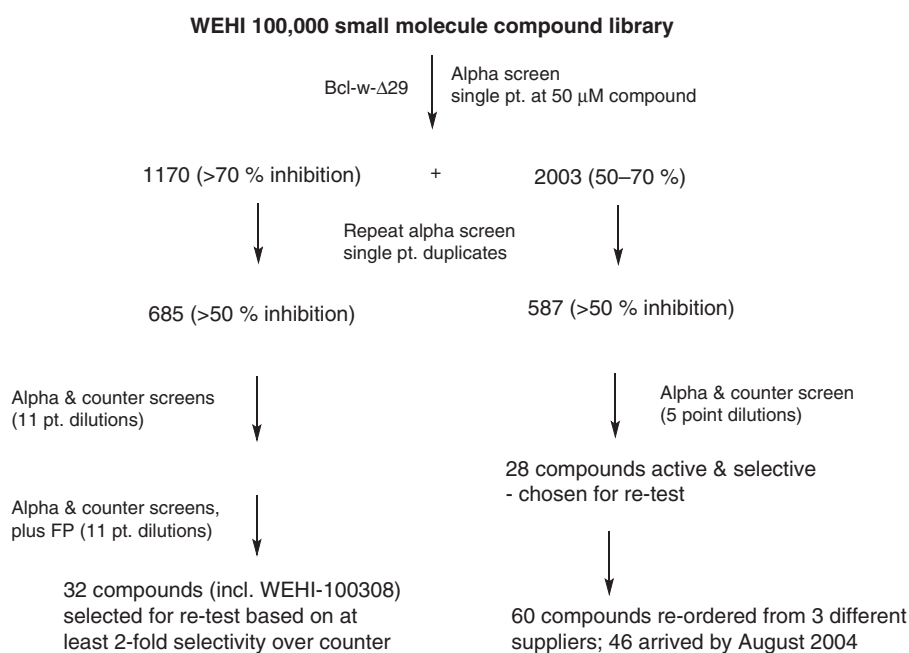 WEHI 100,000 small molecule compound library
Bcl-w-Δ29
Alpha screen
single pt. at 50 μM compound
1170 (>70 % inhibition)
+
2003 (50–70 %)
Repeat alpha screen
single pt. duplicates
685 (>50 % inhibition)
587 (>50 % inhibition)
Alpha & counter screens
(11 pt. dilutions)
Alpha & counter screen
(5 point dilutions)
28 compounds active & selective
- chosen for re-test
Alpha & counter screens,
plus FP (11 pt. dilutions)
32 compounds (incl. WEHI-100308)
selected for re-test based on at
least 2-fold selectivity over counter
60 compounds re-ordered from 3 different
suppliers; 46 arrived by August 2004